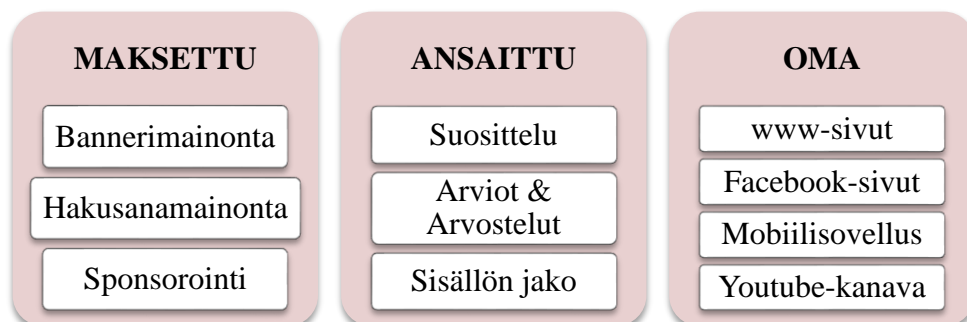 MAKSETTU
Bannerimainonta
Hakusanamainonta
Sponsorointi
ANSAITTU
Suosittelu
Arviot &
Arvostelut
Sisällön jako
OMA
www-sivut
Facebook-sivut
Mobiilisovellus
Youtube-kanava